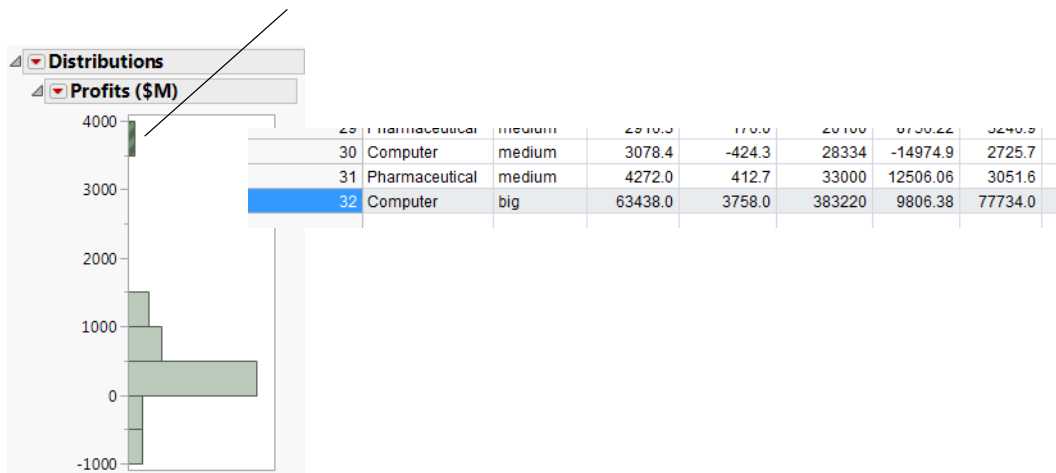 Distributions
Profits ($M)
4000
3000
2000
1000
0
-1000
30 Computer medium 3078.4 -424.3 28334 -14974.9 2725.7
31 Pharmaceutical medium 4272.0 412.7 33000 12506.06 3051.6
32 Computer big 63438.0 3758.0 383220 9806.38 77734.0